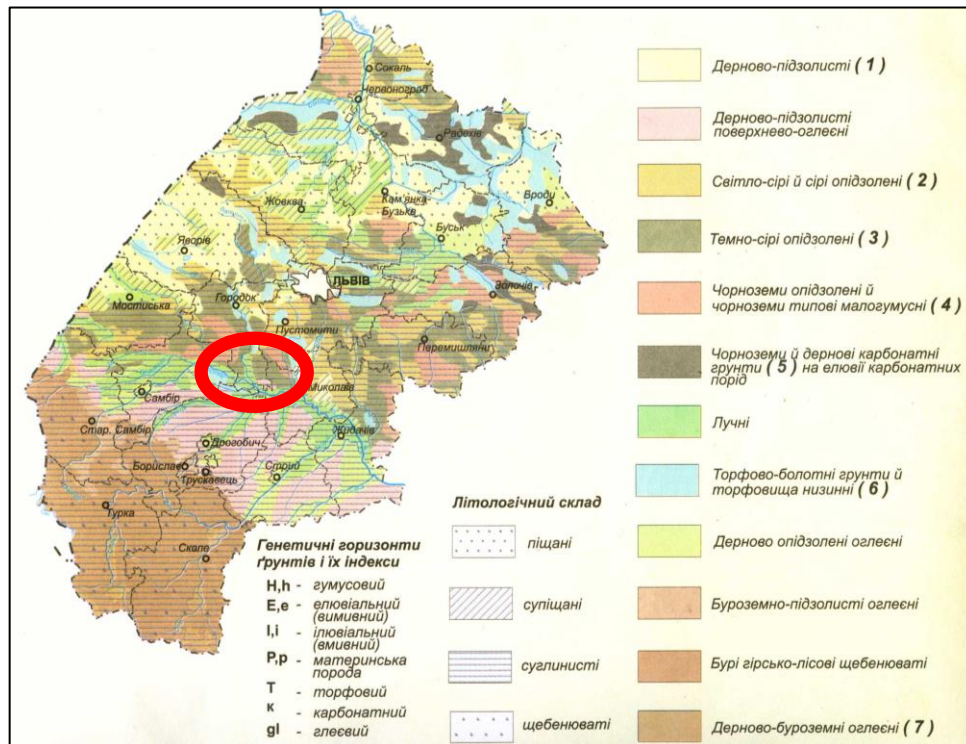 Сокаль
Червоноград
Радехів
Кам'янка-
Бузька
Броди
Жовква
Буськ
Яворів
ЛЬВІВ
Золочів
Мостиська
Городок
Пустомити
Перемишляни
Миколаїв
Самбір
Стар. Самбір
Дрогобич
Жидачів
Борислав
Стрий
Трускавець
Турка
Сколе
Дерново-підзолисті (1)
Дерново-підзолисті
поверхнево-оглеєні
Світло-сірі й сірі опідзолені (2)
Темно-сірі опідзолені (3)
Чорноземи опідзолені й
чорноземи типові малогумусні (4)
Чорноземи й дернові карбонатні
грунти (5) на елювії карбонатних
порід
Лучні
Торфово-болотні грунти й
торфовища низинні (6)
Дерново опідзолені оглеєні
Буроземно-підзолисті оглеєні
Бурі гірсько-лісові щебенюваті
Дерново-буроземні оглеєні (7)
Літологічний склад
піщані
супіщані
суглинисті
щебенюваті
Генетичні горизонти
ґрунтів і їх індекси
H,h - гумусовий
E,e - елювіальний
(вимивний)
I,i - ілювіальний
(вмивний)
P,p - материнська
порода
T - торфовий
к - карбонатний
gl - глеєвий